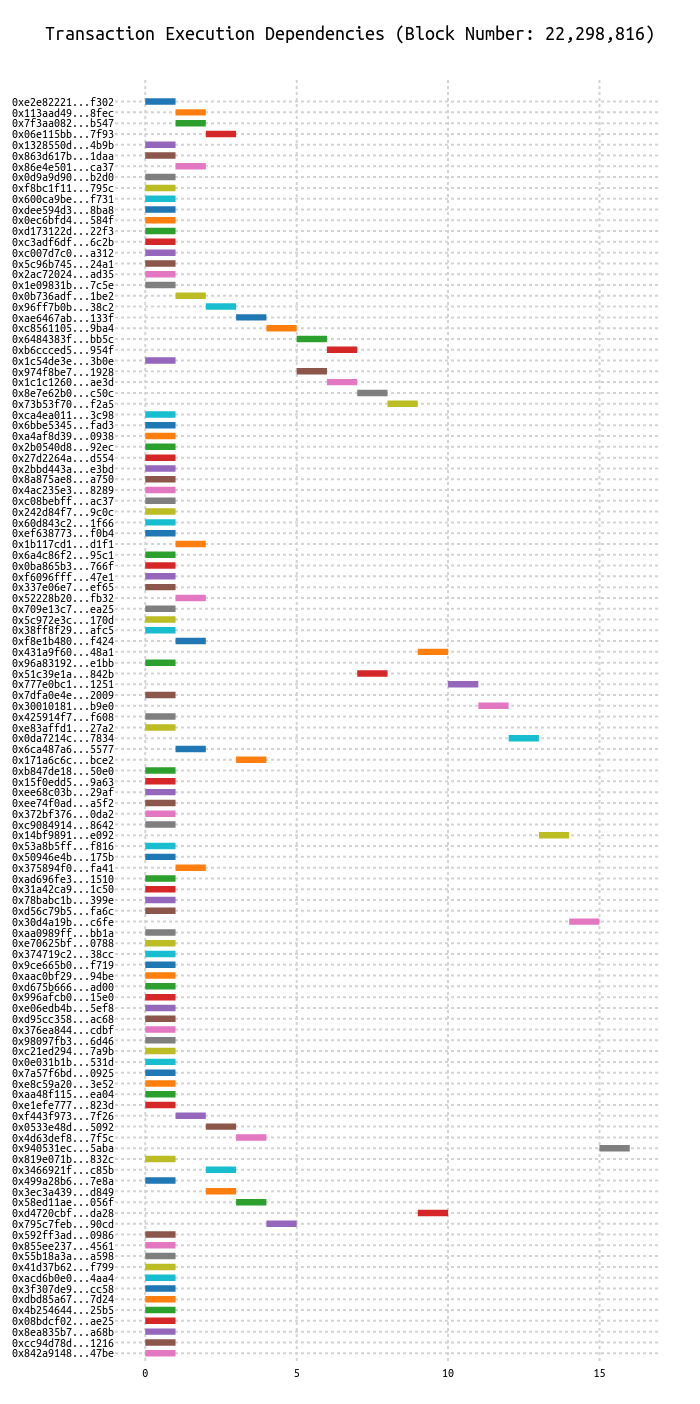 Transaction Execution Dependencies (Block Number: 22,298,816)
0xe2e82221...f302
0x113aad49...8fec
0x7f3aa082...b547
0x06e115bb...7f93
0x1328550d...4b9b
0x863d617b...1daa
0x86e4e501...ca37
0x0d9a9d90...b2d0
0xf8bc1f11...795c
0x600ca9be...f731
0xdee594d3...8ba8
0x0ec6bfd4...584f
0xd173122d...22f3
0xc3adf6df...6c2b
0xc007d7c0...a312
0x5c96b745...24a1
0x2ac72024...ad35
0x1e09831b...7c5e
0x0b736adf...1be2
0x96ff7b0b...38c2
0xae6467ab...133f
0xc8561105...9ba4
0x6484383f...bb5c
0xb6ccced5...954f
0x1c54de3e...3b0e
0x974f8be7...1928
0x1c1c1260...ae3d
0x8e7e62b0...c50c
0x73b53f70...f2a5
0xca4ea011...3c98
0x6bbe5345...fad3
0xa4af8d39...0938
0x2b0540d8...92ec
0x27d2264a...d554
0x2bbd443a...e3bd
0x8a875ae8...a750
0x4ac235e3...8289
0xc08bebff...ac37
0x242d84f7...9c0c
0x60d843c2...1f66
0xef638773...f0b4
0x1b117cd1...d1f1
0x6a4c86f2...95c1
0x0ba865b3...766f
0xf6096fff...47e1
0x337e06e7...ef65
0x52228b20...fb32
0x709e13c7...ea25
0x5c972e3c...170d
0x38ff8f29...afc5
0xf8e1b480...f424
0x431a9f60...48a1
0x96a83192...e1bb
0x51c39e1a...842b
0x777e0bc1...1251
0x7dfa0e4e...2009
0x30010181...b9e0
0x425914f7...f608
0xe83affd1...27a2
0x0da7214c...7834
0x6ca487a6...5577
0x171a6c6c...bce2
0xb847de18...50e0
0x15f0edd5...9a63
0xee68c03b...29af
0xee74f0ad...a5f2
0x372bf376...0da2
0xc9084914...8642
0x14bf9891...e092
0x53a8b5ff...f816
0x50946e4b...175b
0x375894f0...fa41
0xad696fe3...1510
0x31a42ca9...1c50
0x78babc1b...399e
0xd56c79b5...fa6c
0x30d4a19b...c6fe
0xaa0989ff...bb1a
0xe70625bf...0788
0x374719c2...38cc
0x9ce665b0...f719
0xaac0bf29...94be
0xd675b666...ad00
0x996afcb0...15e0
0xe06edb4b...5ef8
0xd95cc358...ac68
0x376ea844...cdbf
0x98097fb3...6d46
0xc21ed294...7a9b
0x0e031b1b...531d
0x7a57f6bd...0925
0xe8c59a20...3e52
0xaa48f115...ea04
0xe1efe777...823d
0xf443f973...7f26
0x0533e48d...5092
0x4d63def8...7f5c
0x940531ec...5aba
0x819e071b...832c
0x3466921f...c85b
0x499a28b6...7e8a
0x3ec3a439...d849
0x58ed11ae...056f
0xd4720cbf...da28
0x795c7feb...90cd
0x592ff3ad...0986
0x855ee237...4561
0x55b18a3a...a598
0x41d37b62...f799
0xacd6b0e0...4aa4
0x3f307de9...cc58
0xdbd85a67...7d24
0x4b254644...25b5
0x08bdcf02...ae25
0x8ea835b7...a68b
0xcc94d78d...1216
0x842a9148...47be
0 5 10 15